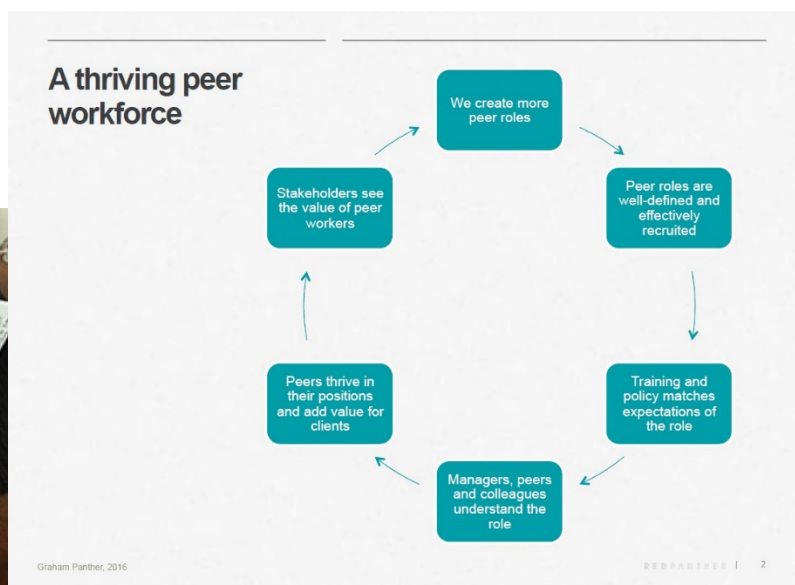 A thriving peer
workforce
We create more
peer roles
Peer roles are
well-defined and
effectively
recruited
Training and
policy matches
expectations of
the role
Managers, peers
and colleagues
understand the
role
Peers thrive in
their positions
and add value for
clients
Stakeholders see
the value of peer
workers
Graham Panther, 2016
REDPANTHER | 2